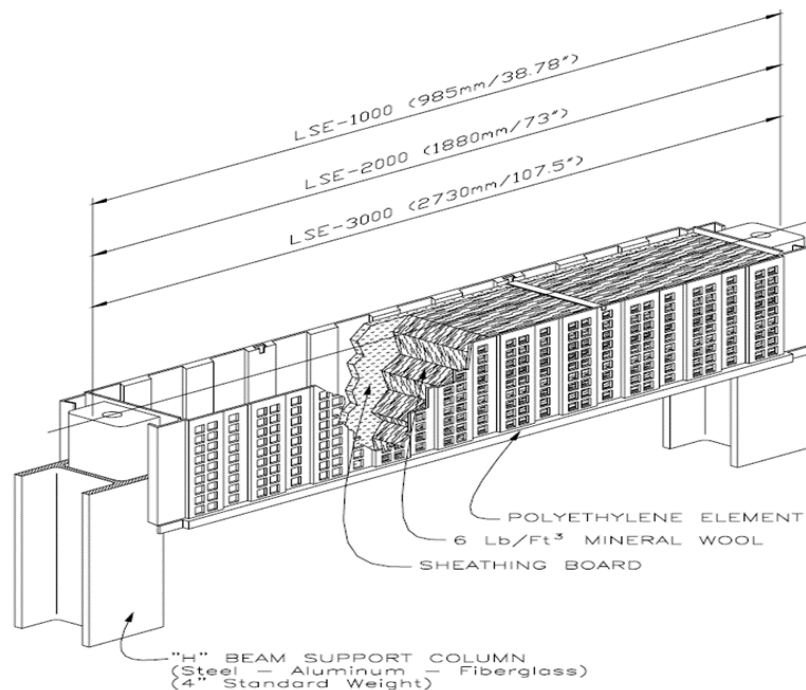 LSE-1000 (985mm/38.78")
LSE-2000 (1880mm/73")
LSE-3000 (2730mm/107.5")
POLYETHYLENE ELEMENT
6 Lb/Ft³ MINERAL WOOL
SHEATHING BOARD
"H" BEAM SUPPORT COLUMN
(Steel – Aluminum – Fiberglass)
(4" Standard Weight)